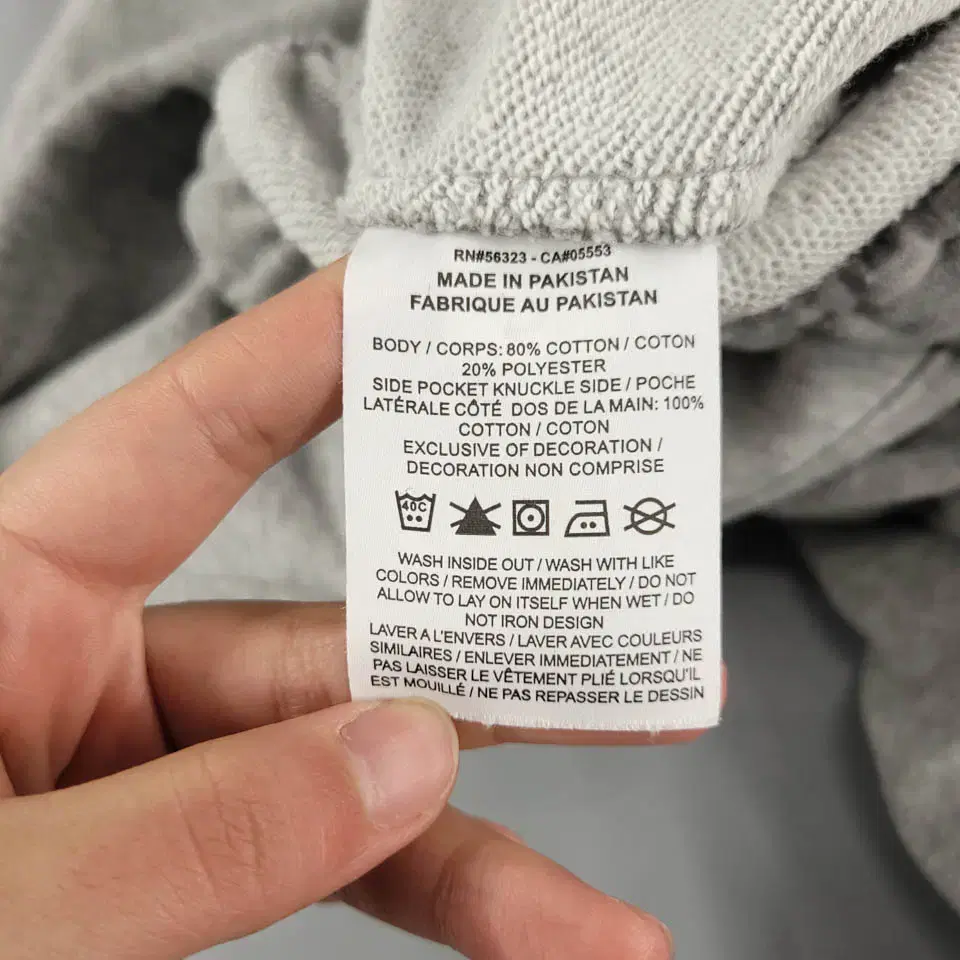 RN#56323 - CA#05553
MADE IN PAKISTAN
FABRIQUE AU PAKISTAN
BODY / CORPS: 80% COTTON / COTON
20% POLYESTER
SIDE POCKET KNUCKLE SIDE / POCHE
LATÉRALE CÔTÉ DOS DE LA MAIN: 100%
COTTON / COTON
EXCLUSIVE OF DECORATION /
DECORATION NON COMPRISE
40C
WASH INSIDE OUT / WASH WITH LIKE
COLORS / REMOVE IMMEDIATELY / DO NOT
ALLOW TO LAY ON ITSELF WHEN WET / DO
NOT IRON DESIGN
LAVER A L'ENVERS / LAVER AVEC COULEURS
SIMILAIRES / ENLEVER IMMEDIATEMENT / NE
PAS LAISSER LE VÊTEMENT PLIÉ LORSQU'IL
EST MOUILLÉ / NE PAS REPASSER LE DESSIN